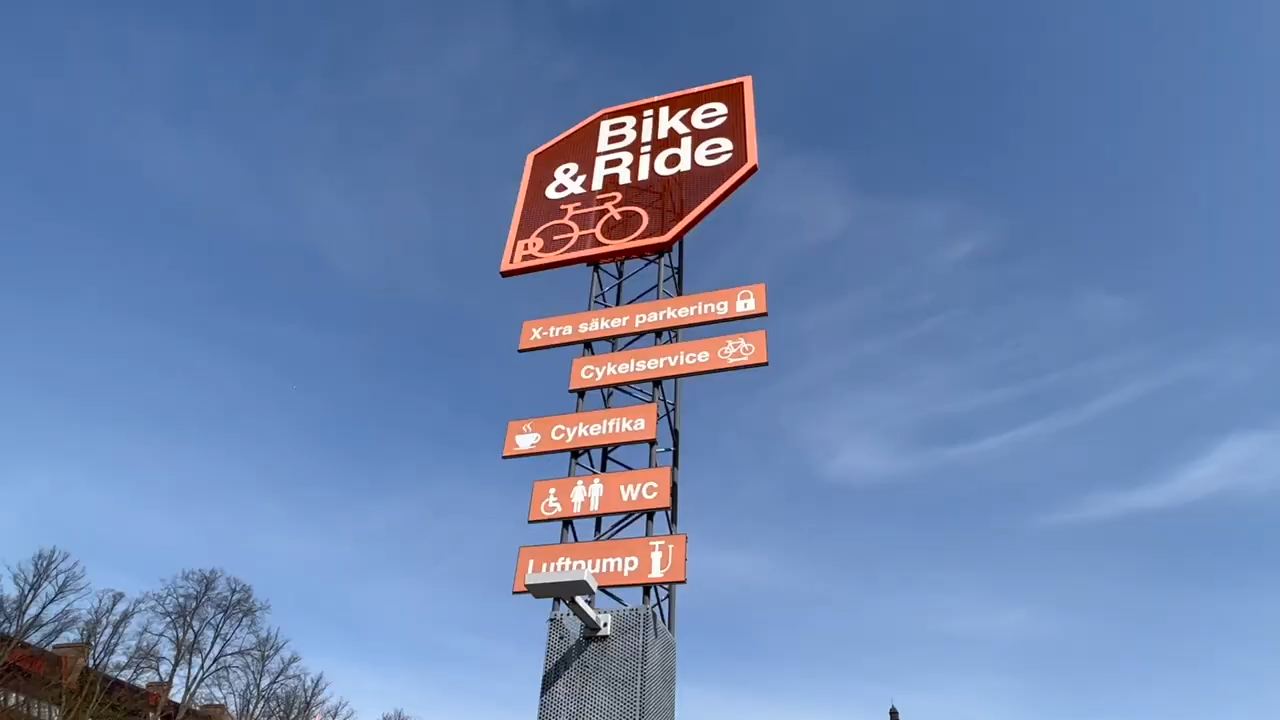 Bike
&Ride
P
X-tra säker parkering
Cykelservice
Cykelfika
WC
Luftpump